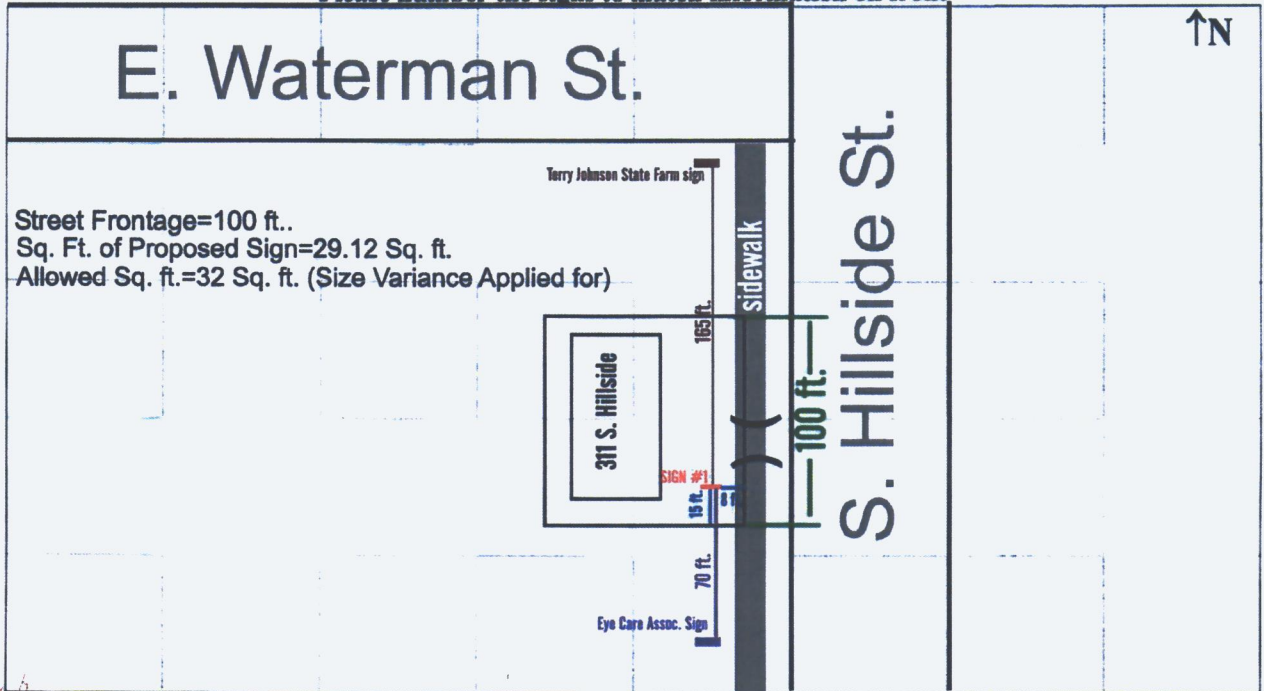 ↑N
E. Waterman St.
S. Hillside St.
Terry Johnson State Farm sign
Street Frontage=100 ft..
Sq. Ft. of Proposed Sign=29.12 Sq. ft.
Allowed Sq. ft.=32 Sq. ft. (Size Variance Applied for)
sidewalk
165 ft.
311 S. Hillside
100 ft.
SIGN #1
15 ft.
8 ft
70 ft.
Eye Care Assoc. Sign